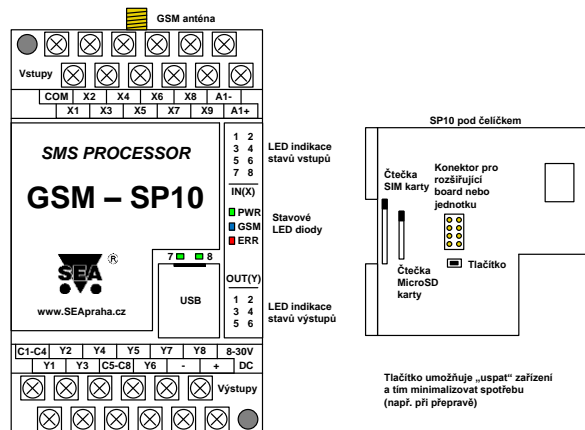 GSM anténa
Vstupy
COM X2 X4 X6 X8 A1-
X1 X3 X5 X7 X9 A1+
SMS PROCESSOR
GSM – SP10
SEA ®
www.SEApraha.cz
1 2
3 4
5 6
7 8
IN(X)
PWR
GSM
ERR
7 8
USB
OUT(Y)
1 2
3 4
5 6
LED indikace
stavů vstupů
Stavové
LED diody
LED indikace
stavů výstupů
C1-C4 Y2 Y4 Y5 Y7 Y8 8-30V
Y1 Y3 C5-C8 Y6 - + DC
Výstupy
SP10 pod čelíčkem
Čtečka
SIM karty
Konektor pro
rozšiřující
board nebo
jednotku
Tlačítko
Čtečka
MicroSD
karty
Tlačítko umožňuje „uspat“ zařízení
a tím minimalizovat spotřebu
(např. při přepravě)